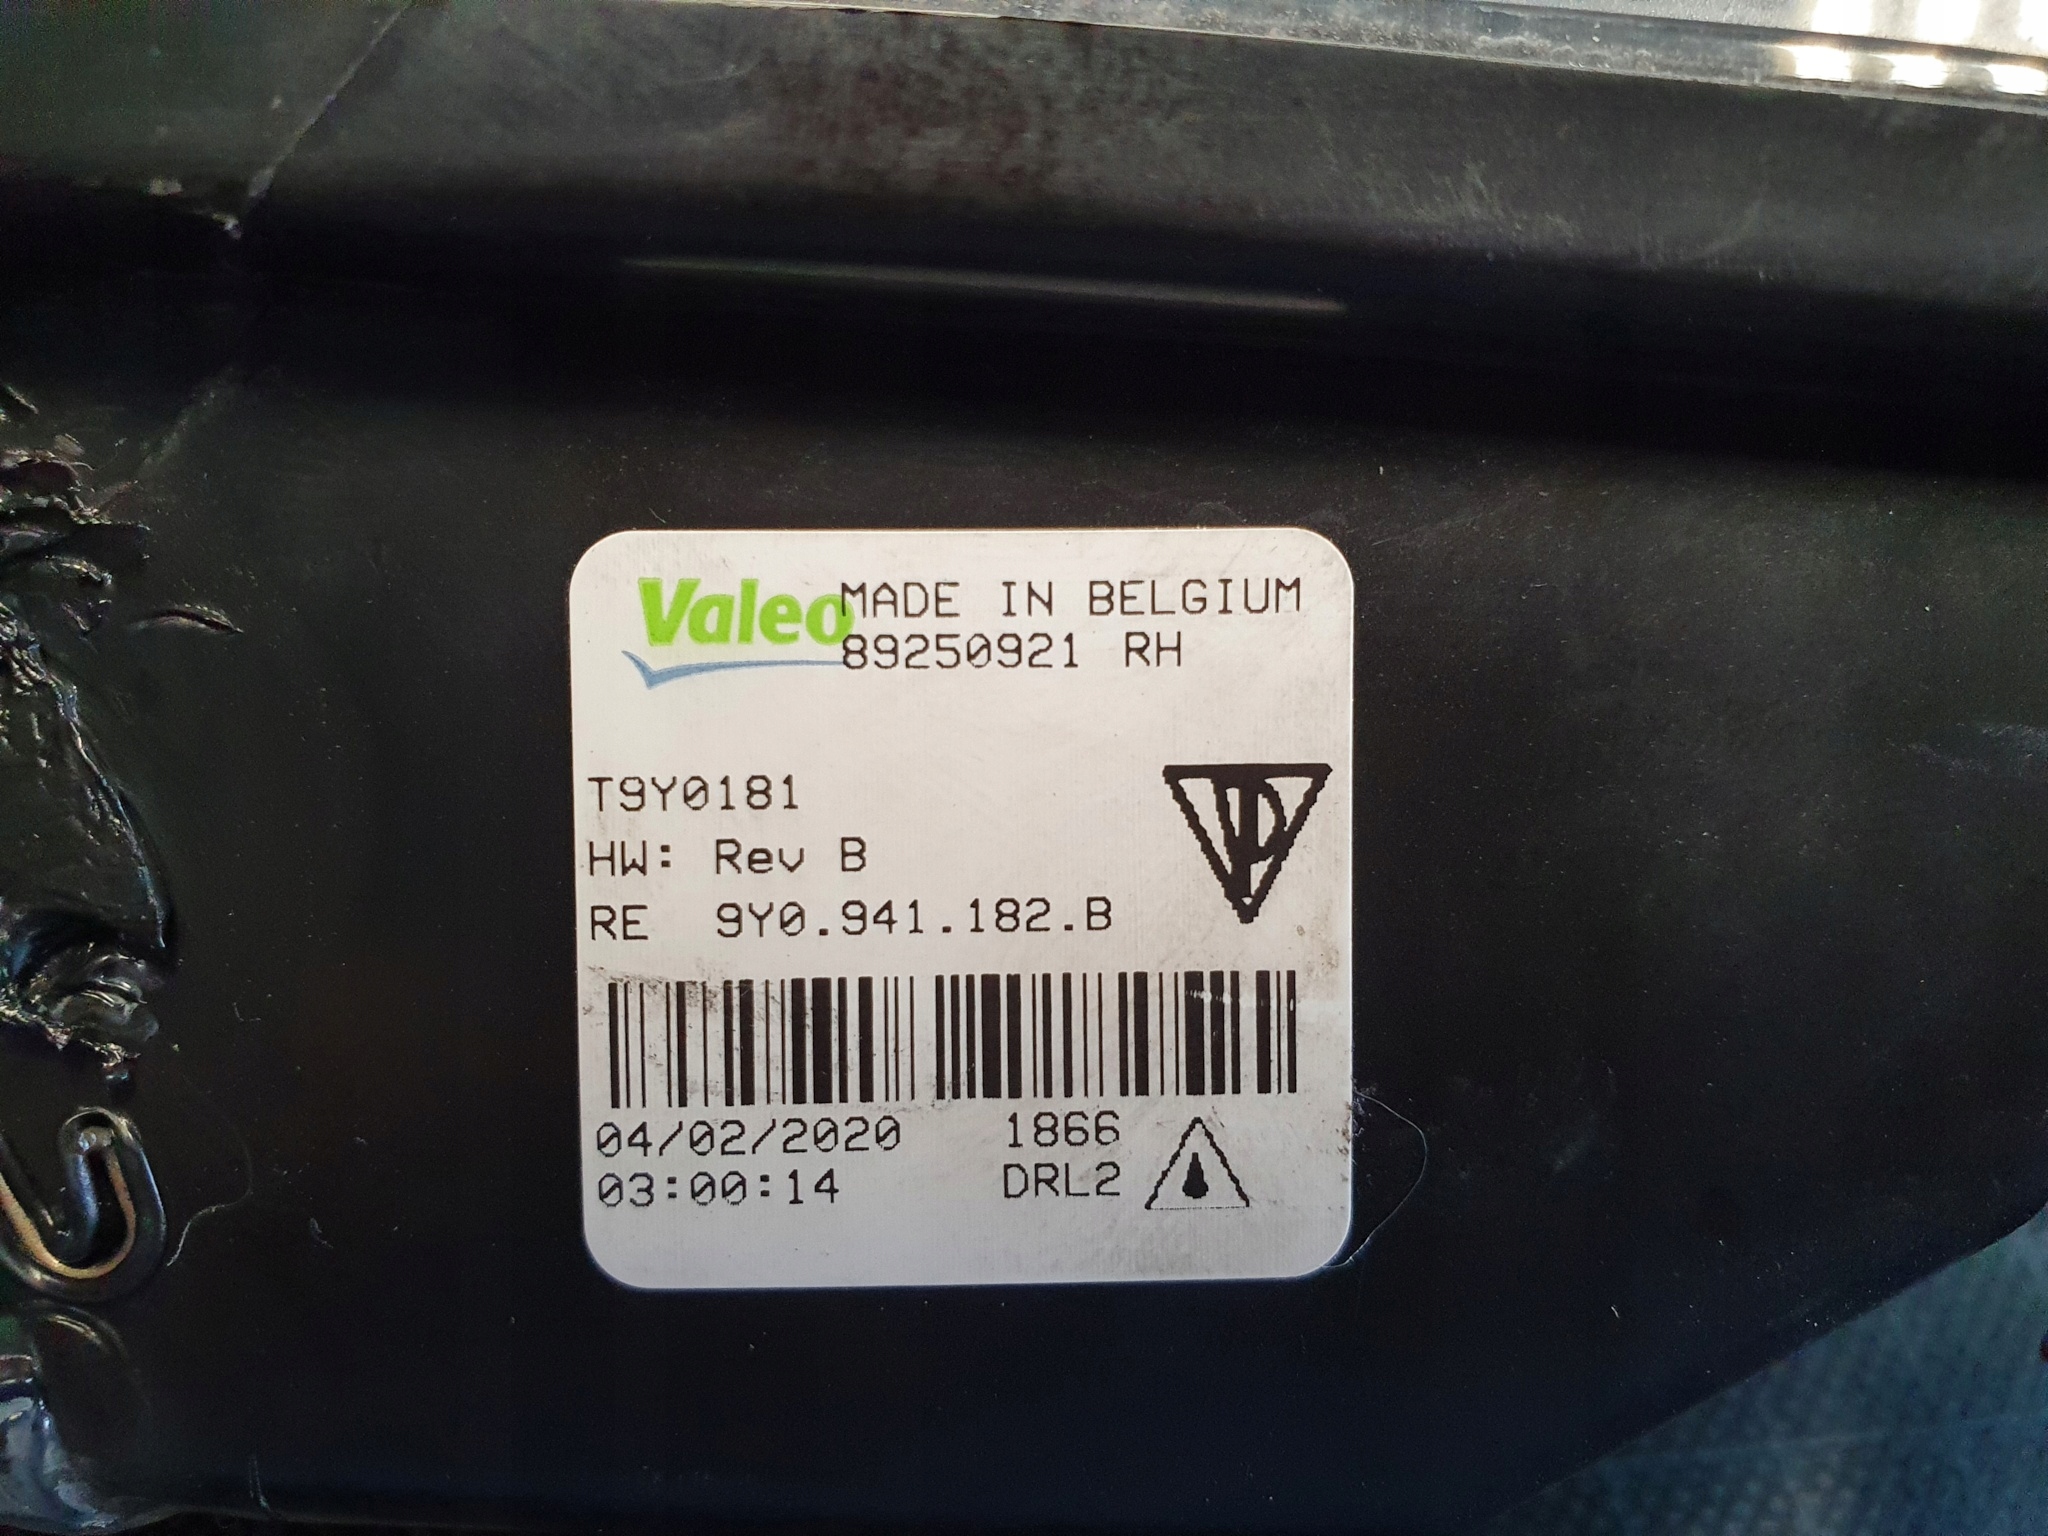 Valeo MADE IN BELGIUM
89250921 RH
T9Y0181
HW: Rev B
RE 9Y0.941.182.B
04/02/2020 1866
03:00:14 DRL2